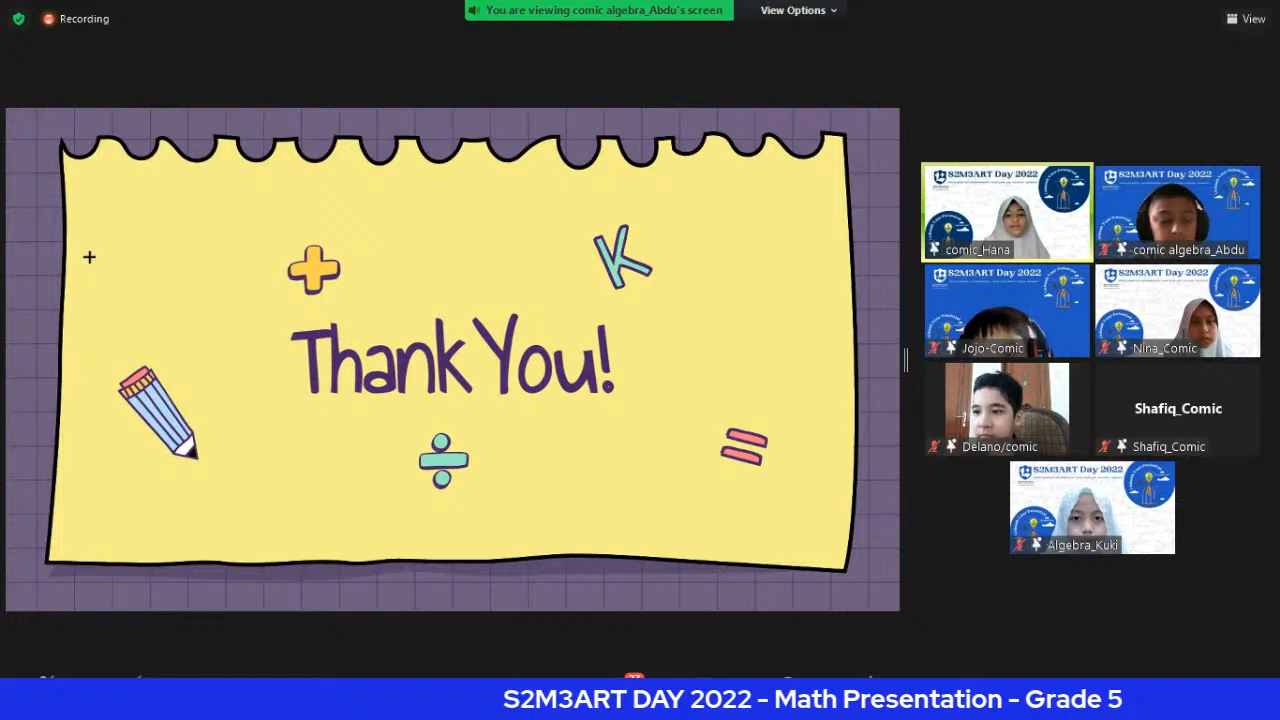 Recording
You are viewing comic algebra_Abdu's screen
View Options
View
K
Thank You!
S2M3ART Day 2022
comic_Hana
S2M3ART Day 2022
comic algebra_Abdu
S2M3ART Day 2022
Jojo-Comic
S2M3ART Day 2022
Nina_Comic
Delano/comic
Shafiq_Comic
Shafiq_Comic
S2M3ART Day 2022
Algebra_Kuki
S2M3ART DAY 2022 - Math Presentation - Grade 5